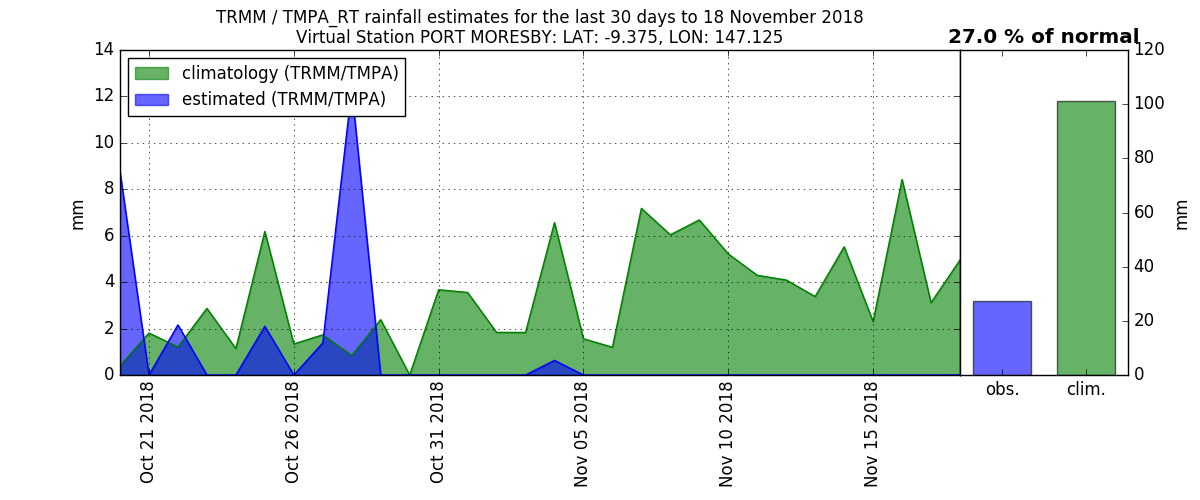 TRMM / TMPA_RT rainfall estimates for the last 30 days to 18 November 2018
Virtual Station PORT MORESBY: LAT: -9.375, LON: 147.125
27.0 % of normal
climatology (TRMM/TMPA)
estimated (TRMM/TMPA)
14
12
10
8
6
4
2
0
mm
Oct 21 2018
Oct 26 2018
Oct 31 2018
Nov 05 2018
Nov 10 2018
Nov 15 2018
120
100
80
60
40
20
0
mm
obs.
clim.